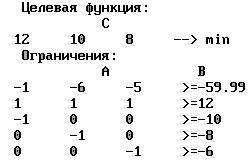 Целевая функция:
C
12 10 8 --> min
Ограничения:
A B
-1 -6 -5 >=-59.99
1 1 1 >=12
-1 0 0 >=-10
0 -1 0 >=-8
0 0 -1 >=-6